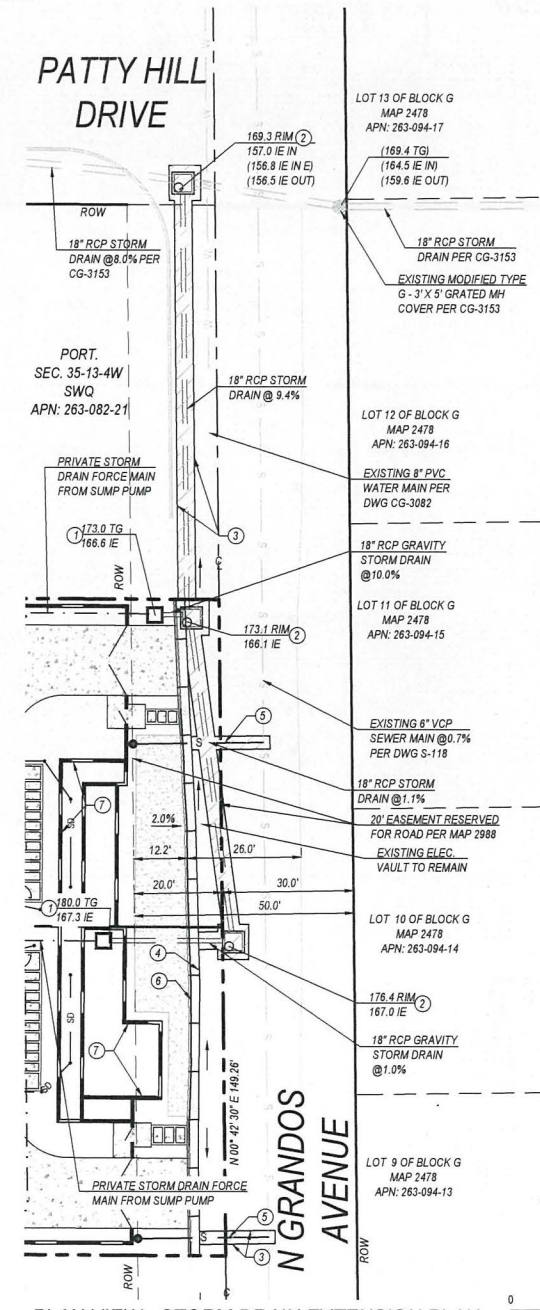 PATTY HILL
DRIVE
LOT 13 OF BLOCK G
MAP 2478
APN: 263-094-17
169.3 RIM 2
157.0 IE IN
(156.8 IE IN E)
(156.5 IE OUT)
(169.4 TG)
(164.5 IE IN)
(159.6 IE OUT)
ROW
18" RCP STORM
DRAIN @8.0% PER
CG-3153
18" RCP STORM
DRAIN PER CG-3153
EXISTING MODIFIED TYPE
G - 3' X 5' GRATED MH
COVER PER CG-3153
PORT.
SEC. 35-13-4W
SWQ
APN: 263-082-21
18" RCP STORM
DRAIN @ 9.4%
LOT 12 OF BLOCK G
MAP 2478
APN: 263-094-16
PRIVATE STORM
DRAIN FORCE MAIN
FROM SUMP PUMP
EXISTING 8" PVC
WATER MAIN PER
DWG CG-3082
1 173.0 TG
166.6 IE
3
18" RCP GRAVITY
STORM DRAIN
@10.0%
ROW
LOT 11 OF BLOCK G
MAP 2478
APN: 263-094-15
173.1 RIM 2
166.1 IE
5
S
EXISTING 6" VCP
SEWER MAIN @0.7%
PER DWG S-118
7
SD
18" RCP STORM
DRAIN @1.1%
2.0%
20' EASEMENT RESERVED
FOR ROAD PER MAP 2988
12.2'
26.0'
EXISTING ELEC.
VAULT TO REMAIN
20.0'
30.0'
50.0'
1 180.0 TG
167.3 IE
LOT 10 OF BLOCK G
MAP 2478
APN: 263-094-14
4
6
176.4 RIM 2
167.0 IE
SD
18" RCP GRAVITY
STORM DRAIN
@1.0%
7
N 00° 42' 30" E 149.26'
N GRANDOS
AVENUE
LOT 9 OF BLOCK G
MAP 2478
APN: 263-094-13
PRIVATE STORM DRAIN FORCE
MAIN FROM SUMP PUMP
5
S
3
ROW
ROW
0